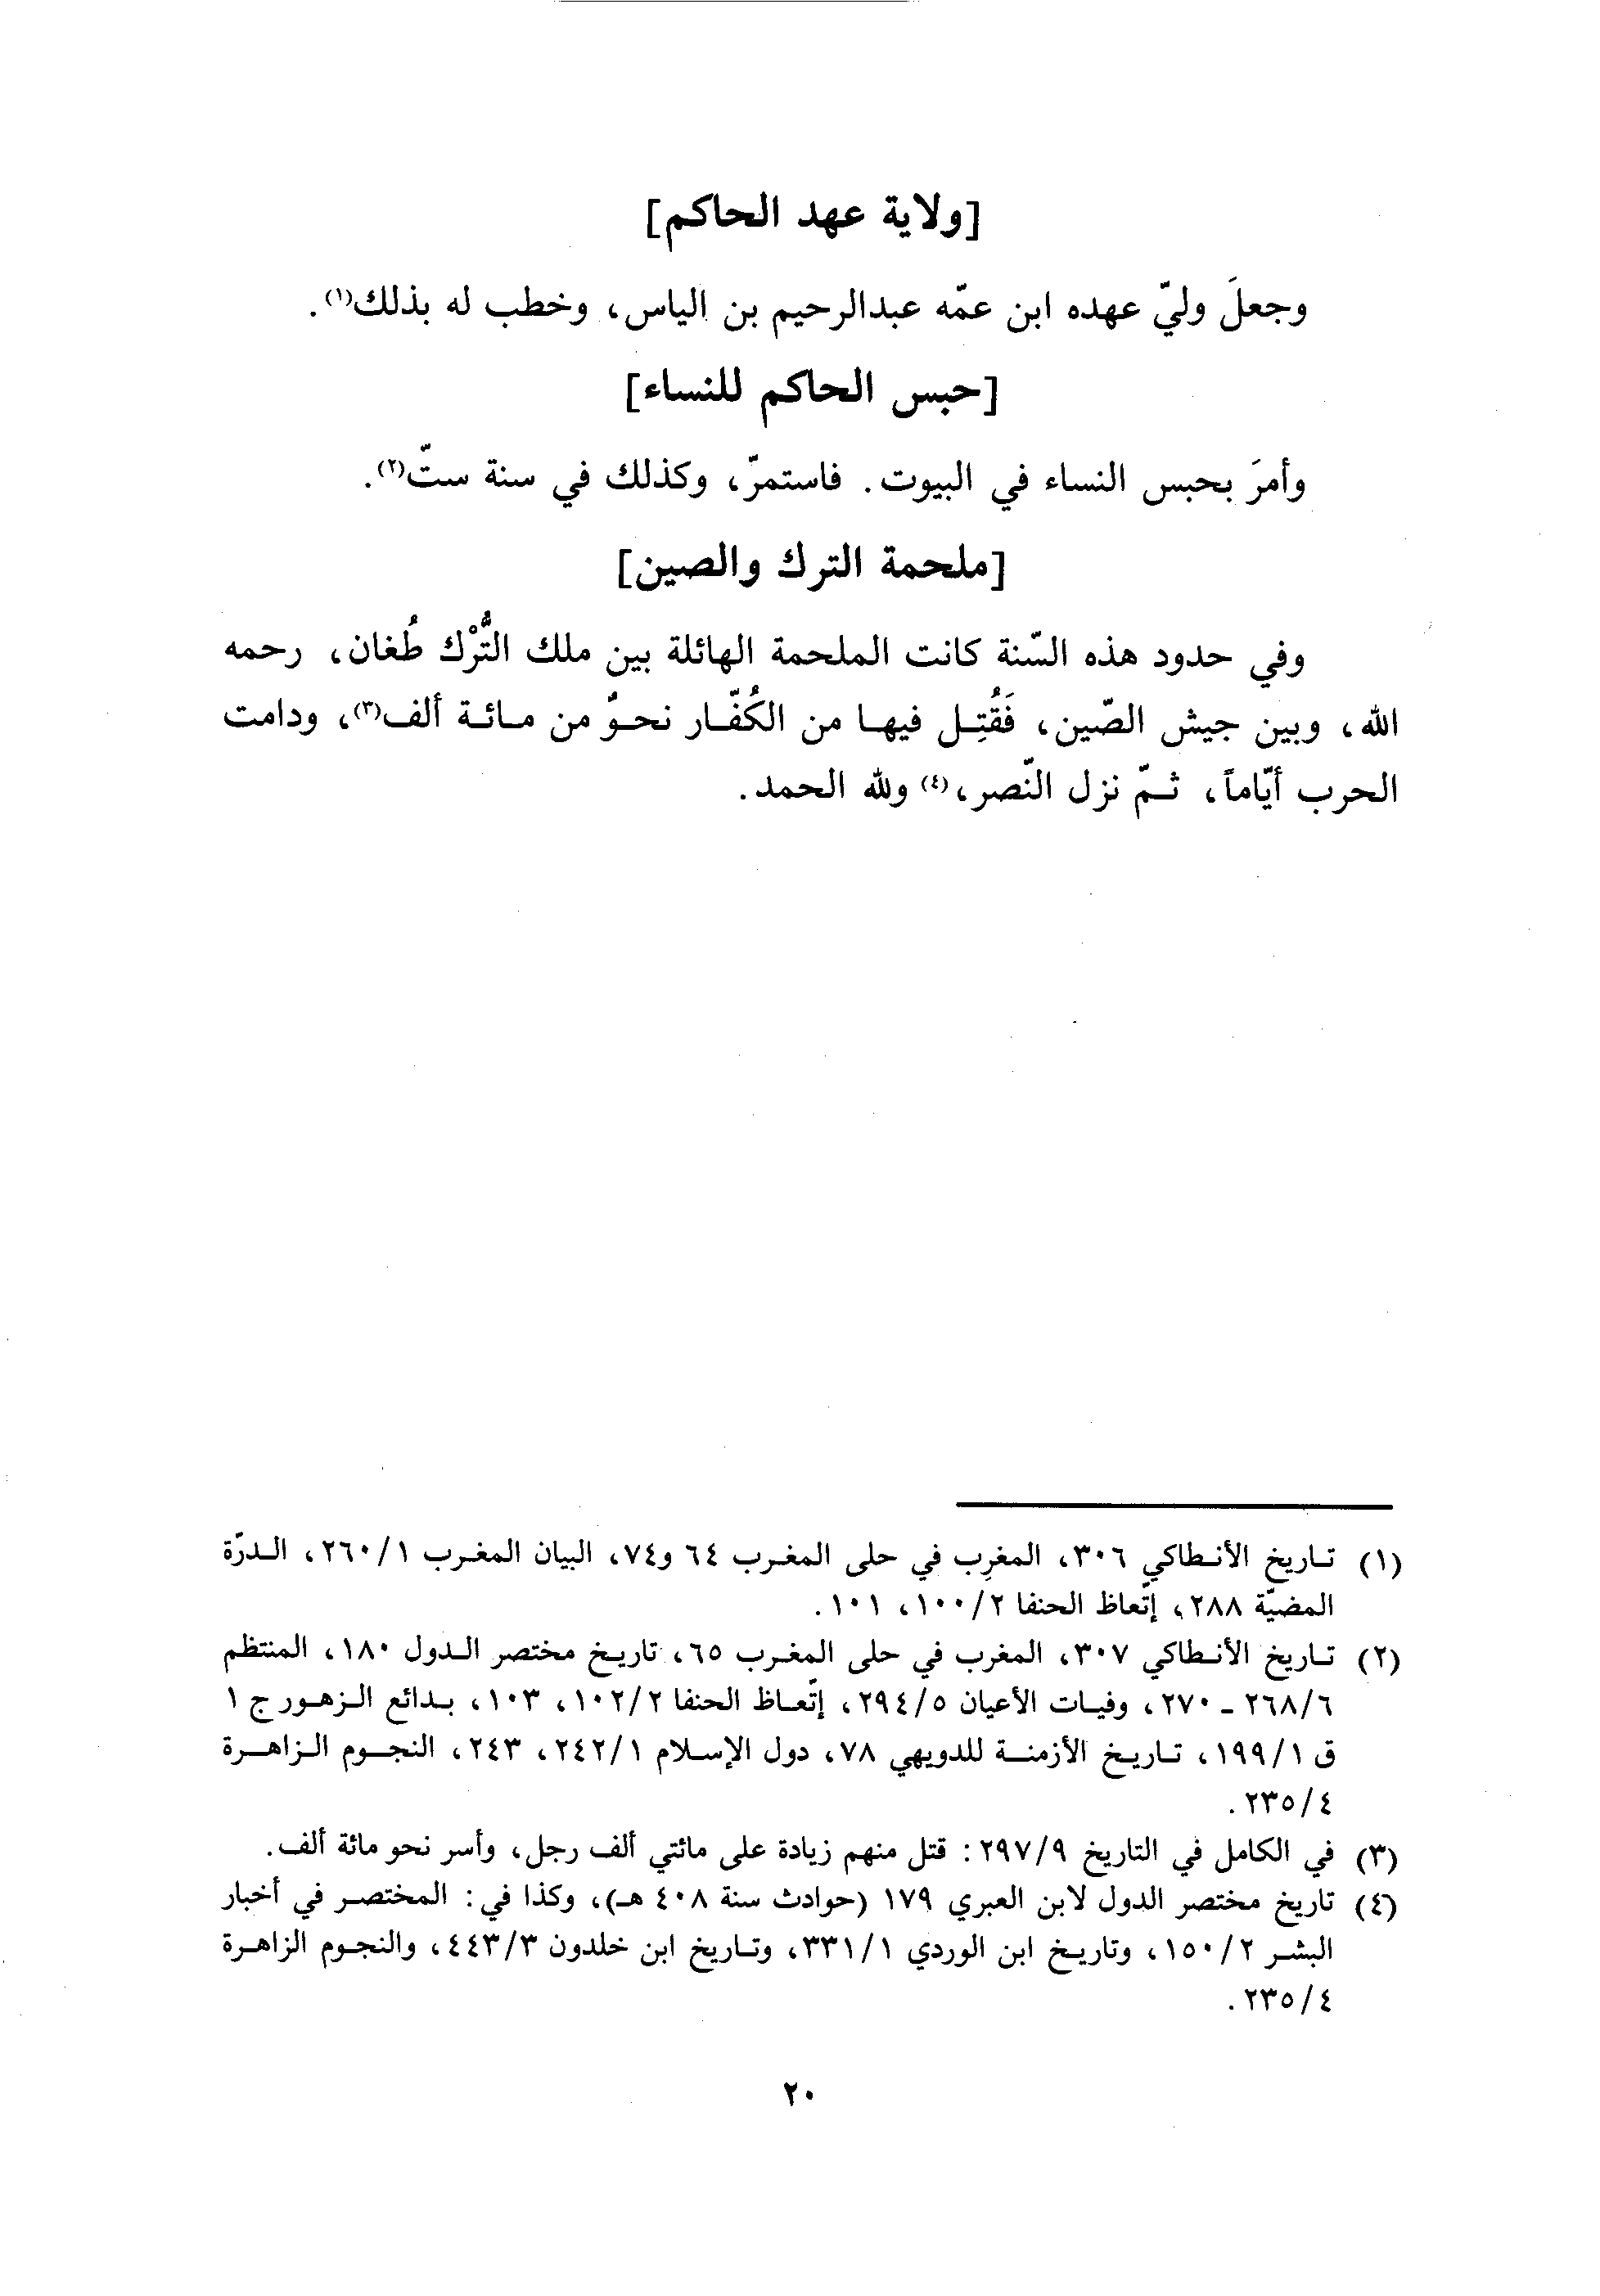 [ولاية عهد الحاكم]
وجعلَ وليّ عهده ابن عمّه عبدالرحيم بن الياس، وخطب له بذلك(١).
[حبس الحاكم للنساء]
وأمرَ بحبس النساء في البيوت. فاستمرّ، وكذلك في سنة ستّ(٢).
[ملحمة الترك والصين]
وفي حدود هذه السّنة كانت الملحمة الهائلة بين ملك التُّرْك طُغان، رحمه
الله، وبين جيش الصّين، فَقُتِل فيها من الكُفّار نحوٌ من مائة ألف(٣)، ودامت
الحرب أيّاماً، ثمّ نزل النّصر،(٤) ولله الحمد.
(١) تاريخ الأنطاكي ٣٠٦، المغرِب في حلى المغرب ٦٤ و٧٤، البيان المغرب ٢٦٠/١، الدرّة
المضيّة ٢٨٨، إتّعاظ الحنفا ١٠٠/٢، ١٠١.
(٢) تاريخ الأنطاكي ٣٠٧، المغرب في حلى المغرب ٦٥، تاريخ مختصر الدول ١٨٠، المنتظم
٢٦٨/٦ - ٢٧٠، وفيات الأعيان ٢٩٤/٥، إتّعاظ الحنفا ١٠٢/٢، ١٠٣، بدائع الزهور ج ١
ق ١٩٩/١، تاريخ الأزمنة للدويهي ٧٨، دول الإسلام ٢٤٢/١، ٢٤٣، النجوم الزاهرة
٢٣٥/٤.
(٣) في الكامل في التاريخ ٢٩٧/٩: قتل منهم زيادة على مائتي ألف رجل، وأسر نحو مائة ألف.
(٤) تاريخ مختصر الدول لابن العبري ١٧٩ (حوادث سنة ٤٠٨ هـ)، وكذا في: المختصر في أخبار
البشر ١٥٠/٢، وتاريخ ابن الوردي ٣٣١/١، وتاريخ ابن خلدون ٤٤٣/٣، والنجوم الزاهرة
٢٣٥/٤.
٢٠